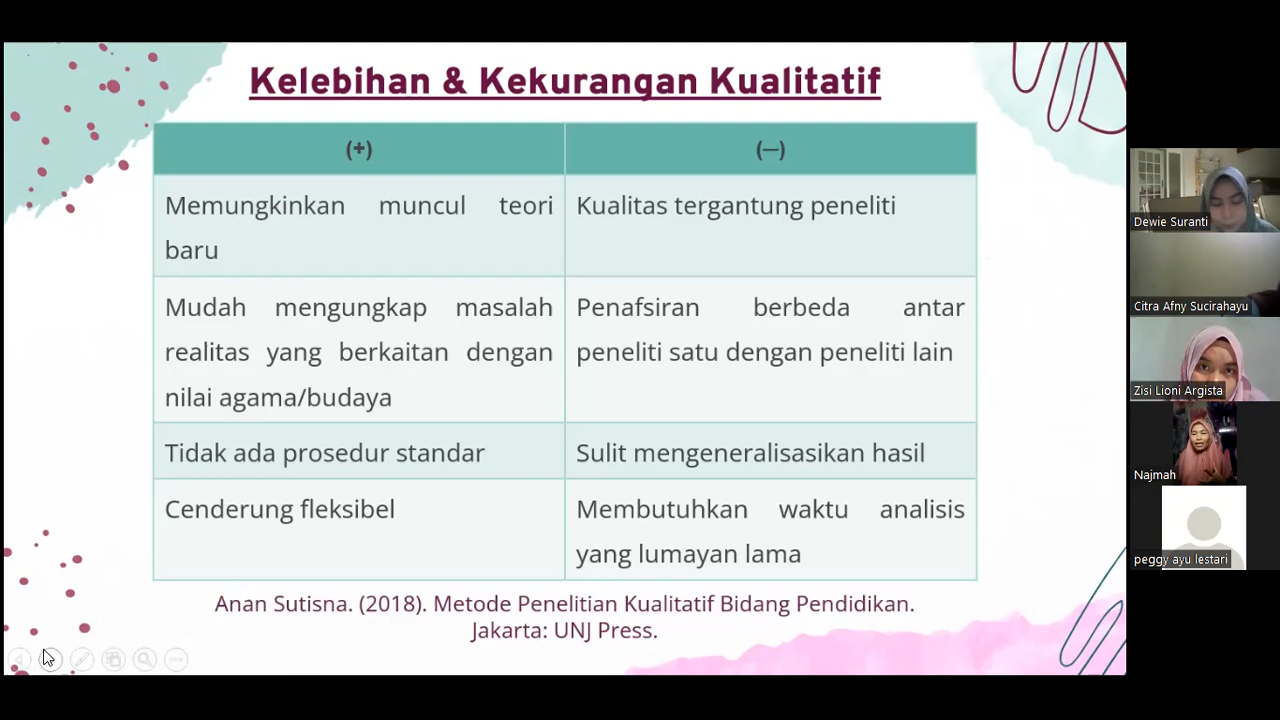 Kelebihan & Kekurangan Kualitatif
(+)
(—)
Memungkinkan muncul teori
baru
Kualitas tergantung peneliti
Mudah mengungkap masalah
realitas yang berkaitan dengan
nilai agama/budaya
Penafsiran berbeda antar
peneliti satu dengan peneliti lain
Tidak ada prosedur standar
Sulit mengeneralisasikan hasil
Cenderung fleksibel
Membutuhkan waktu analisis
yang lumayan lama
Anan Sutisna. (2018). Metode Penelitian Kualitatif Bidang Pendidikan.
Jakarta: UNJ Press.
Dewie Suranti
Citra Afny Sucirahayu
Zisi Lioni Argista
Najmah
peggy ayu lestari